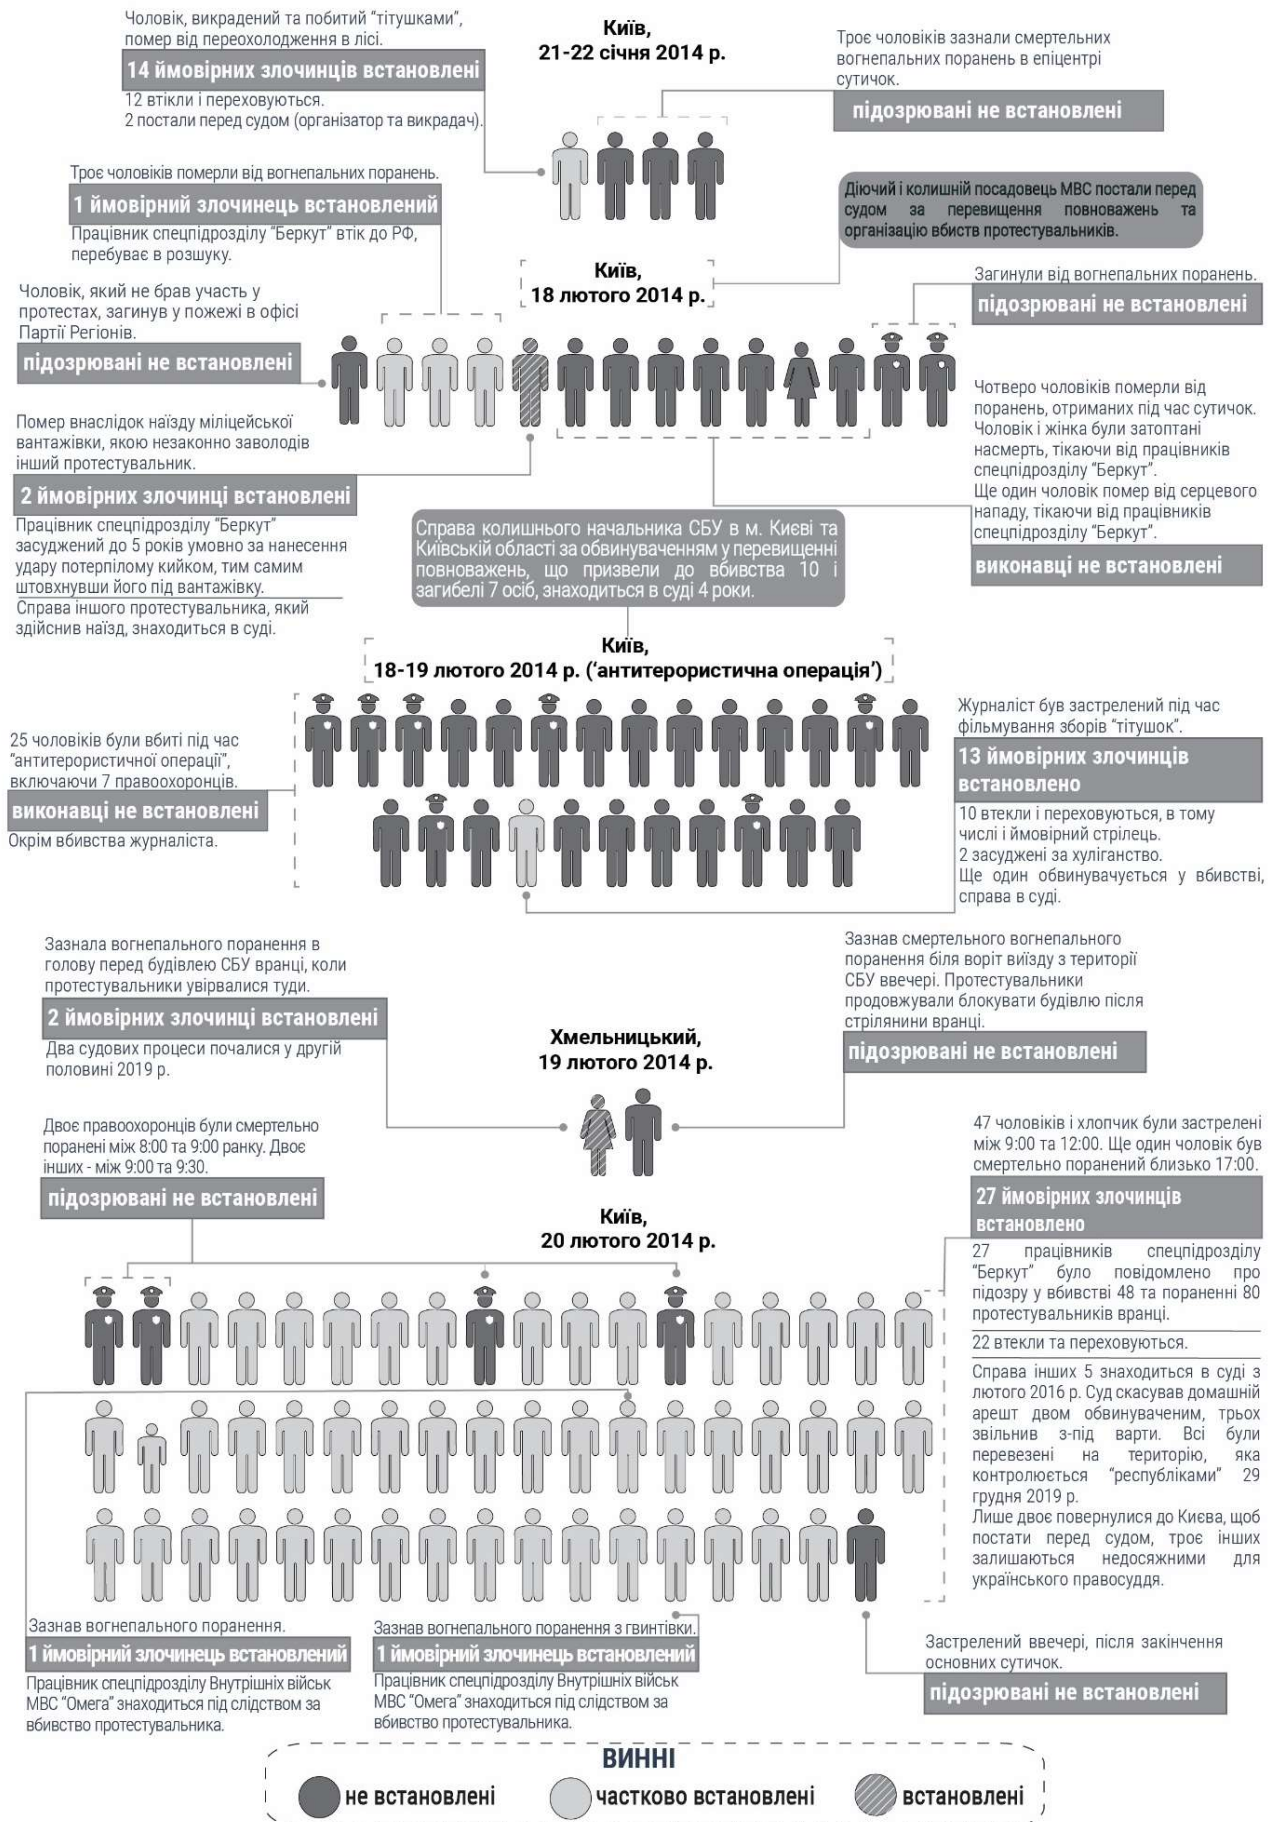 Чоловік, викрадений та побитий “тітушками”,
помер від переохолодження в лісі.
14 ймовірних злочинців встановлені
12 втікли і переховуються.
2 постали перед судом (організатор та викрадач).
Київ,
21-22 січня 2014 р.
Троє чоловіків зазнали смертельних
вогнепальних поранень в епіцентрі
сутичок.
підозрювані не встановлені
Троє чоловіків померли від вогнепальних поранень.
1 ймовірний злочинець встановлений
Працівник спецпідрозділу “Беркут” втік до РФ,
перебуває в розшуку.
Діючий і колишній посадовець МВС постали перед
судом за перевищення повноважень та
організацію вбиств протестувальників.
Київ,
18 лютого 2014 р.
Чоловік, який не брав участь у
протестах, загинув у пожежі в офісі
Партії Регіонів.
підозрювані не встановлені
Загинули від вогнепальних поранень.
підозрювані не встановлені
Помер внаслідок наїзду міліцейської
вантажівки, якою незаконно заволодів
інший протестувальник.
2 ймовірних злочинці встановлені
Працівник спецпідрозділу “Беркут”
засуджений до 5 років умовно за нанесення
удару потерпілому кийком, тим самим
штовхнувши його під вантажівку.
Справа іншого протестувальника, який
здійснив наїзд, знаходиться в суді.
Чотверо чоловіків померли від
поранень, отриманих під час сутичок.
Чоловік і жінка були затоптані
насмерть, тікаючи від працівників
спецпідрозділу “Беркут”.
Ще один чоловік помер від серцевого
нападу, тікаючи від працівників
спецпідрозділу “Беркут”.
виконавці не встановлені
Справа колишнього начальника СБУ в м. Києві та
Київській області за обвинуваченням у перевищенні
повноважень, що призвели до вбивства 10 і
загибелі 7 осіб, знаходиться в суді 4 роки.
Київ,
18-19 лютого 2014 р. (‘антитерористична операція’)
25 чоловіків були вбиті під час
“антитерористичної операції”,
включаючи 7 правоохоронців.
виконавці не встановлені
Окрім вбивства журналіста.
Журналіст був застрелений під час
фільмування зборів “тітушок”.
13 ймовірних злочинців
встановлено
10 втекли і переховуються, в тому
числі і ймовірний стрілець.
2 засуджені за хуліганство.
Ще один обвинувачується у вбивстві,
справа в суді.
Зазнала вогнепального поранення в
голову перед будівлею СБУ вранці, коли
протестувальники увірвалися туди.
2 ймовірних злочинці встановлені
Два судових процеси почалися у другій
половині 2019 р.
Хмельницький,
19 лютого 2014 р.
Зазнав смертельного вогнепального
поранення біля воріт виїзду з території
СБУ ввечері. Протестувальники
продовжували блокувати будівлю після
стрілянини вранці.
підозрювані не встановлені
Двоє правоохоронців були смертельно
поранені між 8:00 та 9:00 ранку. Двоє
інших - між 9:00 та 9:30.
підозрювані не встановлені
Київ,
20 лютого 2014 р.
47 чоловіків і хлопчик були застрелені
між 9:00 та 12:00. Ще один чоловік був
смертельно поранений близько 17:00.
27 ймовірних злочинців
встановлено
27 працівників спецпідрозділу
“Беркут” було повідомлено про
підозру у вбивстві 48 та пораненні 80
протестувальників вранці.
22 втекли та переховуються.
Справа інших 5 знаходиться в суді з
лютого 2016 р. Суд скасував домашній
арешт двом обвинуваченим, трьох
звільнив з-під варти. Всі були
перевезені на територію, яка
контролюється “республіками” 29
грудня 2019 р.
Лише двоє повернулися до Києва, щоб
постати перед судом, троє інших
залишаються недосяжними для
українського правосуддя.
Зазнав вогнепального поранення.
1 ймовірний злочинець встановлений
Працівник спецпідрозділу Внутрішніх військ
МВС “Омега” знаходиться під слідством за
вбивство протестувальника.
Зазнав вогнепального поранення з гвинтівки.
1 ймовірний злочинець встановлений
Працівник спецпідрозділу Внутрішніх військ
МВС “Омега” знаходиться під слідством за
вбивство протестувальника.
Застрелений ввечері, після закінчення
основних сутичок.
підозрювані не встановлені
ВИННІ
не встановлені
частково встановлені
встановлені